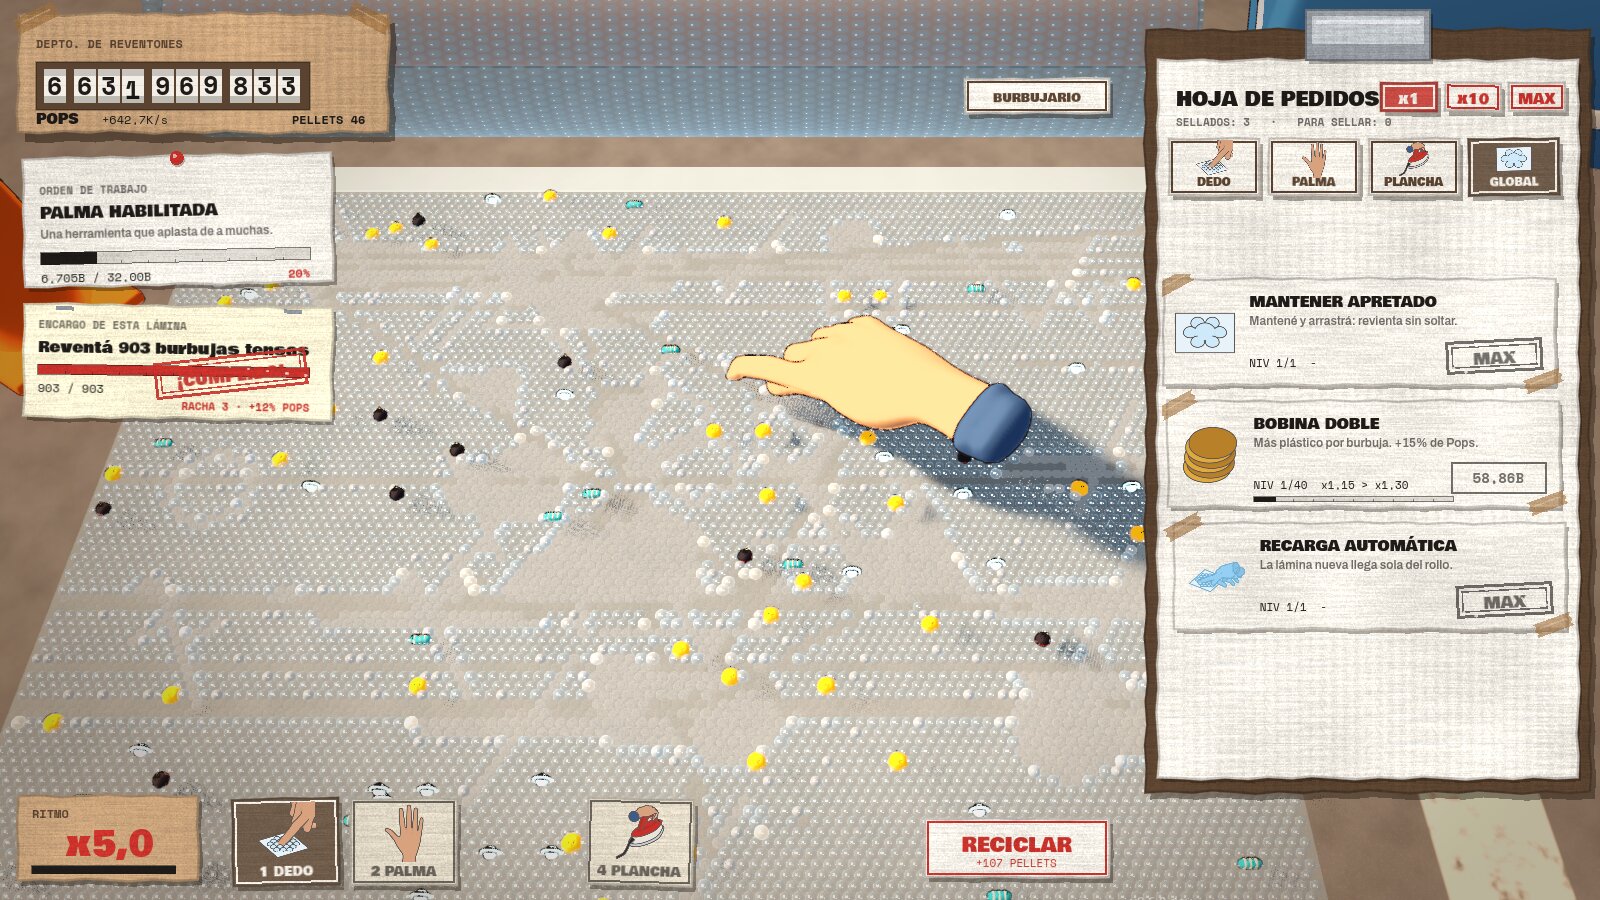 DEPTO. DE REVENTONES
6 631 969 833
POPS +642,7K/s PELLETS 46
ORDEN DE TRABAJO
PALMA HABILITADA
Una herramienta que aplasta de a muchas.
6,705B / 32.00B 20%
ENCARGO DE ESTA LÁMINA
Reventá 903 burbujas tensas
903 / 903
RACHA 3 · +12% POPS
BURBUJARIO
HOJA DE PEDIDOS x1 x10 MAX
SELLADOS: 3 · PARA SELLAR: 0
DEDO PALMA PLANCHA GLOBAL
MANTENER APRETADO
Mantené y arrastrá: revienta sin soltar.
NIV 1/1 - MAX
BOBINA DOBLE
Más plástico por burbuja. +15% de Pops.
NIV 1/40 x1,15 > x1,30 58,86B
RECARGA AUTOMÁTICA
La lámina nueva llega sola del rollo.
NIV 1/1 - MAX
RITMO
x5,0
1 DEDO 2 PALMA 4 PLANCHA
RECICLAR
+107 PELLETS